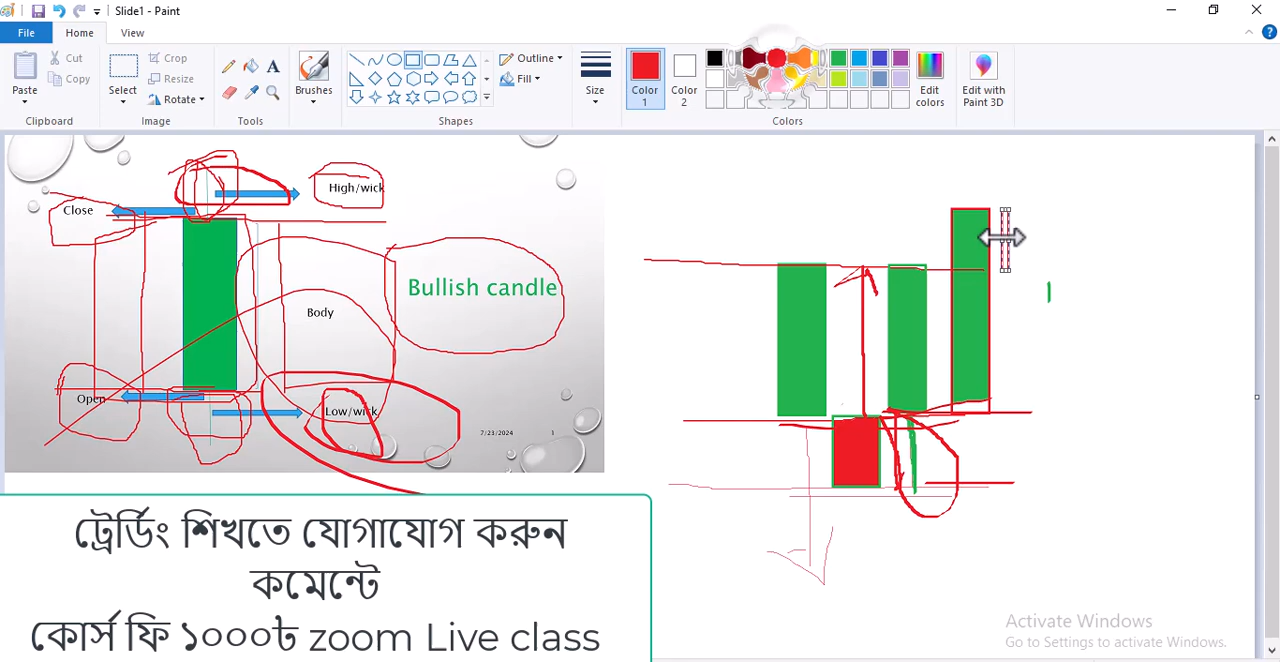 Slide1 - Paint
File Home View
Paste
Cut
Copy
Clipboard
Select
Crop
Resize
Rotate
Image
Tools
Brushes
Shapes
Outline
Fill
Size
Color 1
Color 2
Colors
Edit colors
Edit with Paint 3D
High/wick
Close
Bullish candle
Body
Open
Low/wick
7/23/2024 1
ট্রের্ডিং শিখতে যোগাযোগ করুন
কমেন্টে
কোর্স ফি ১০০০৳ zoom Live class
Activate Windows
Go to Settings to activate Windows.